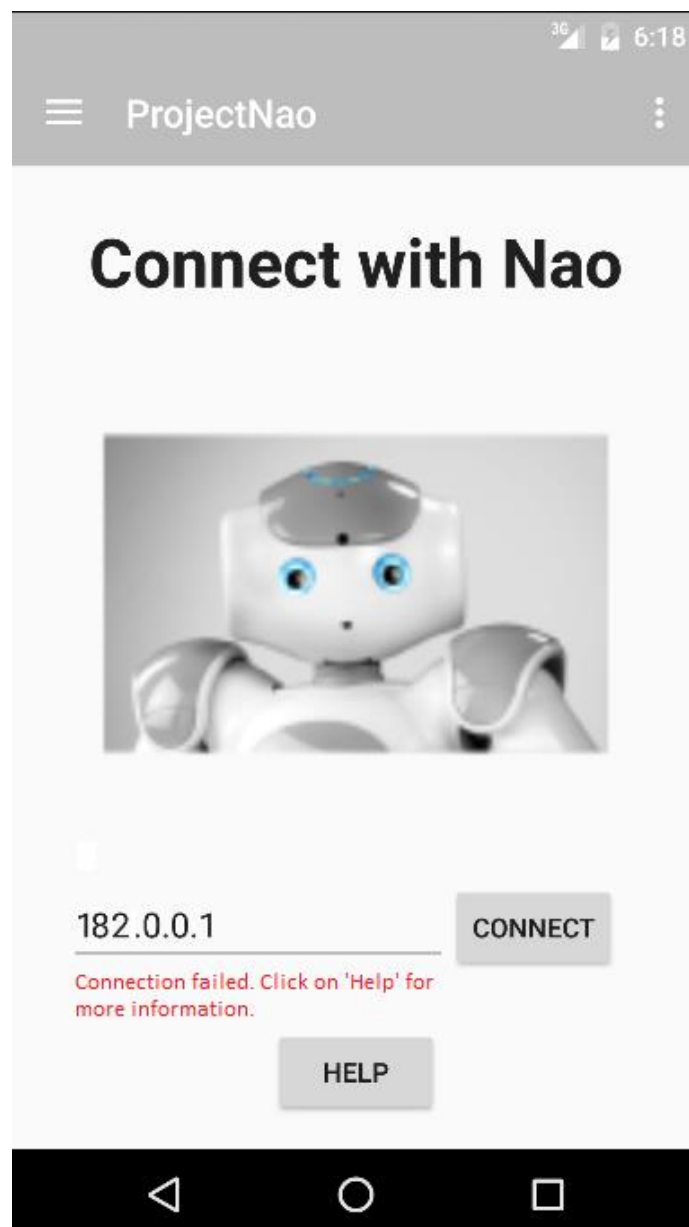 3G 6:18
ProjectNao
Connect with Nao
182.0.0.1
CONNECT
Connection failed. Click on 'Help' for
more information.
HELP